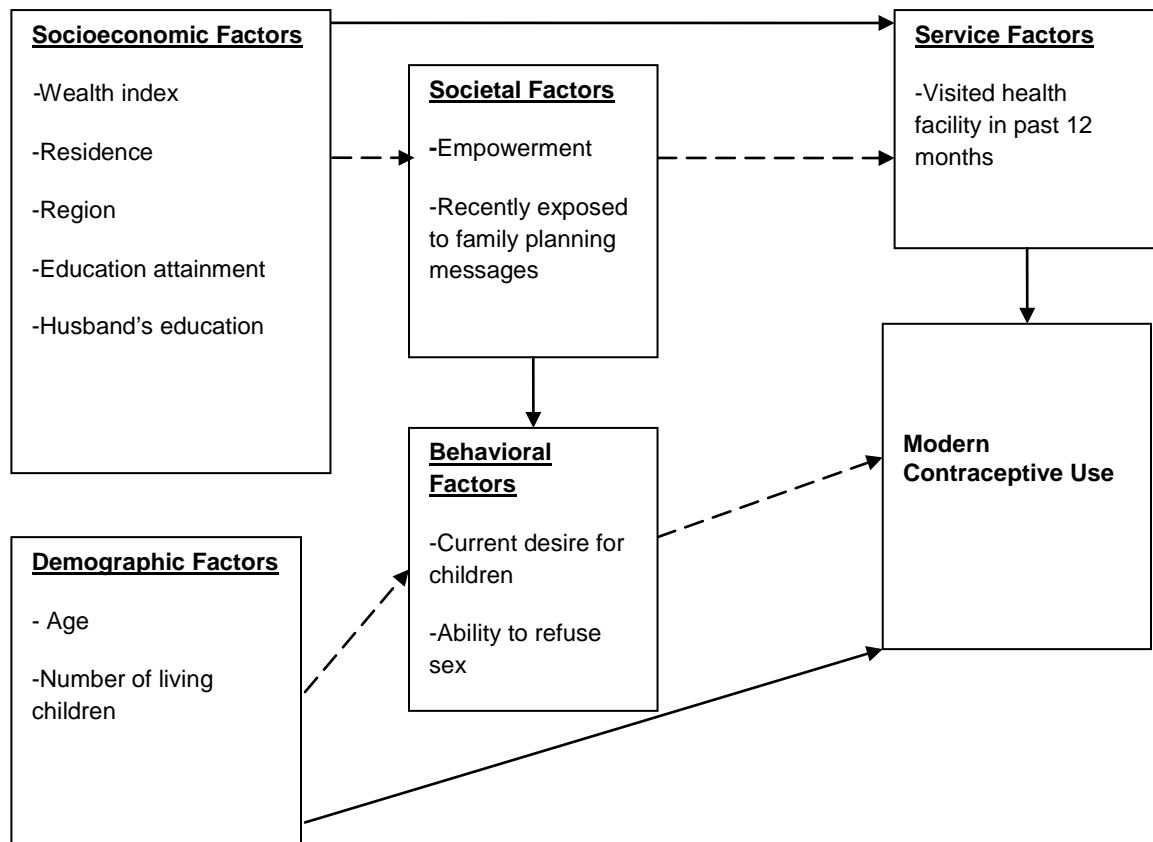 Socioeconomic Factors
-Wealth index
-Residence
-Region
-Education attainment
-Husband’s education
Societal Factors
-Empowerment
-Recently exposed
to family planning
messages
Service Factors
-Visited health
facility in past 12
months
Demographic Factors
- Age
-Number of living
children
Behavioral
Factors
-Current desire for
children
-Ability to refuse
sex
Modern
Contraceptive Use